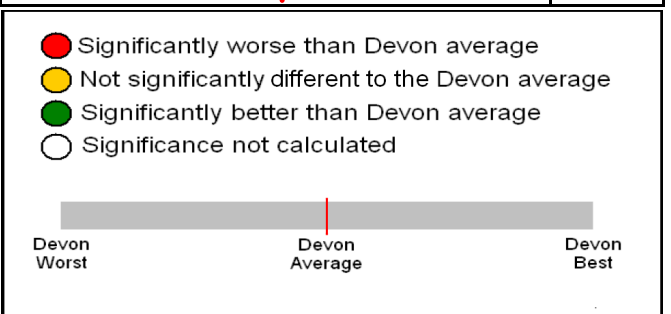 Significantly worse than Devon average
Not significantly different to the Devon average
Significantly better than Devon average
Significance not calculated
Devon Worst
Devon Average
Devon Best